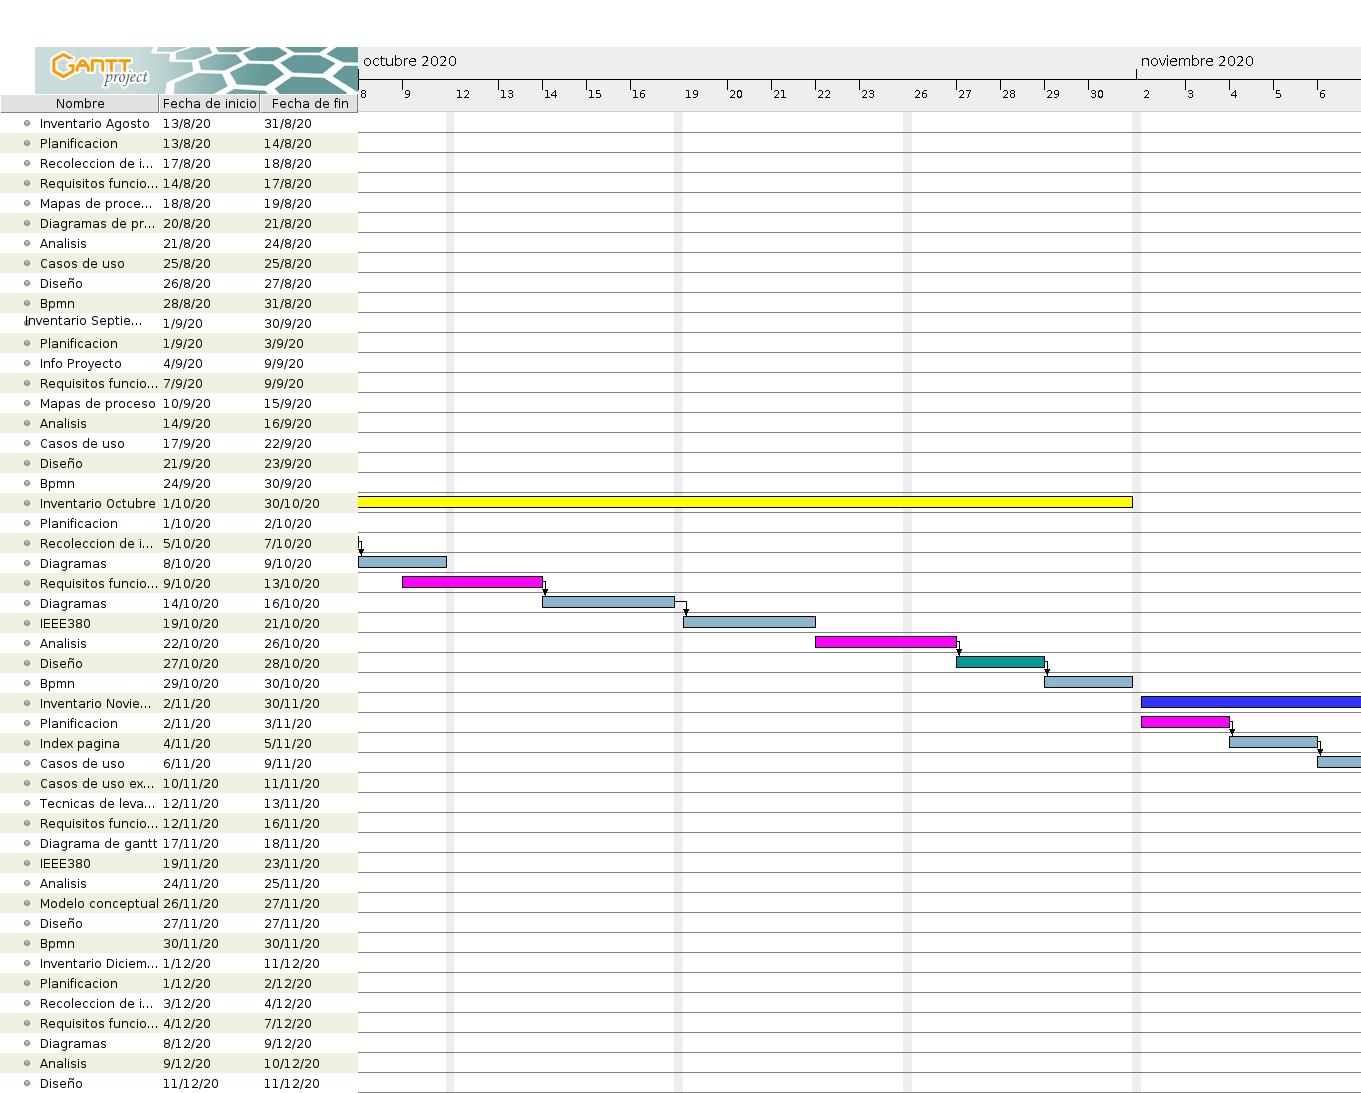 GANTT
project
octubre 2020
noviembre 2020
Nombre Fecha de inicio Fecha de fin
8 9 12 13 14 15 16 19 20 21 22 23 26 27 28 29 30 2 3 4 5 6
Inventario Agosto 13/8/20 31/8/20
Planificacion 13/8/20 14/8/20
Recoleccion de i... 17/8/20 18/8/20
Requisitos funcio... 14/8/20 17/8/20
Mapas de proce... 18/8/20 19/8/20
Diagramas de pr... 20/8/20 21/8/20
Analisis 21/8/20 24/8/20
Casos de uso 25/8/20 25/8/20
Diseño 26/8/20 27/8/20
Bpmn 28/8/20 31/8/20
Inventario Septie... 1/9/20 30/9/20
Planificacion 1/9/20 3/9/20
Info Proyecto 4/9/20 9/9/20
Requisitos funcio... 7/9/20 9/9/20
Mapas de proceso 10/9/20 15/9/20
Analisis 14/9/20 16/9/20
Casos de uso 17/9/20 22/9/20
Diseño 21/9/20 23/9/20
Bpmn 24/9/20 30/9/20
Inventario Octubre 1/10/20 30/10/20
Planificacion 1/10/20 2/10/20
Recoleccion de i... 5/10/20 7/10/20
Diagramas 8/10/20 9/10/20
Requisitos funcio... 9/10/20 13/10/20
Diagramas 14/10/20 16/10/20
IEEE380 19/10/20 21/10/20
Analisis 22/10/20 26/10/20
Diseño 27/10/20 28/10/20
Bpmn 29/10/20 30/10/20
Inventario Novie... 2/11/20 30/11/20
Planificacion 2/11/20 3/11/20
Index pagina 4/11/20 5/11/20
Casos de uso 6/11/20 9/11/20
Casos de uso ex... 10/11/20 11/11/20
Tecnicas de leva... 12/11/20 13/11/20
Requisitos funcio... 12/11/20 16/11/20
Diagrama de gantt 17/11/20 18/11/20
IEEE380 19/11/20 23/11/20
Analisis 24/11/20 25/11/20
Modelo conceptual 26/11/20 27/11/20
Diseño 27/11/20 27/11/20
Bpmn 30/11/20 30/11/20
Inventario Diciem... 1/12/20 11/12/20
Planificacion 1/12/20 2/12/20
Recoleccion de i... 3/12/20 4/12/20
Requisitos funcio... 4/12/20 7/12/20
Diagramas 8/12/20 9/12/20
Analisis 9/12/20 10/12/20
Diseño 11/12/20 11/12/20